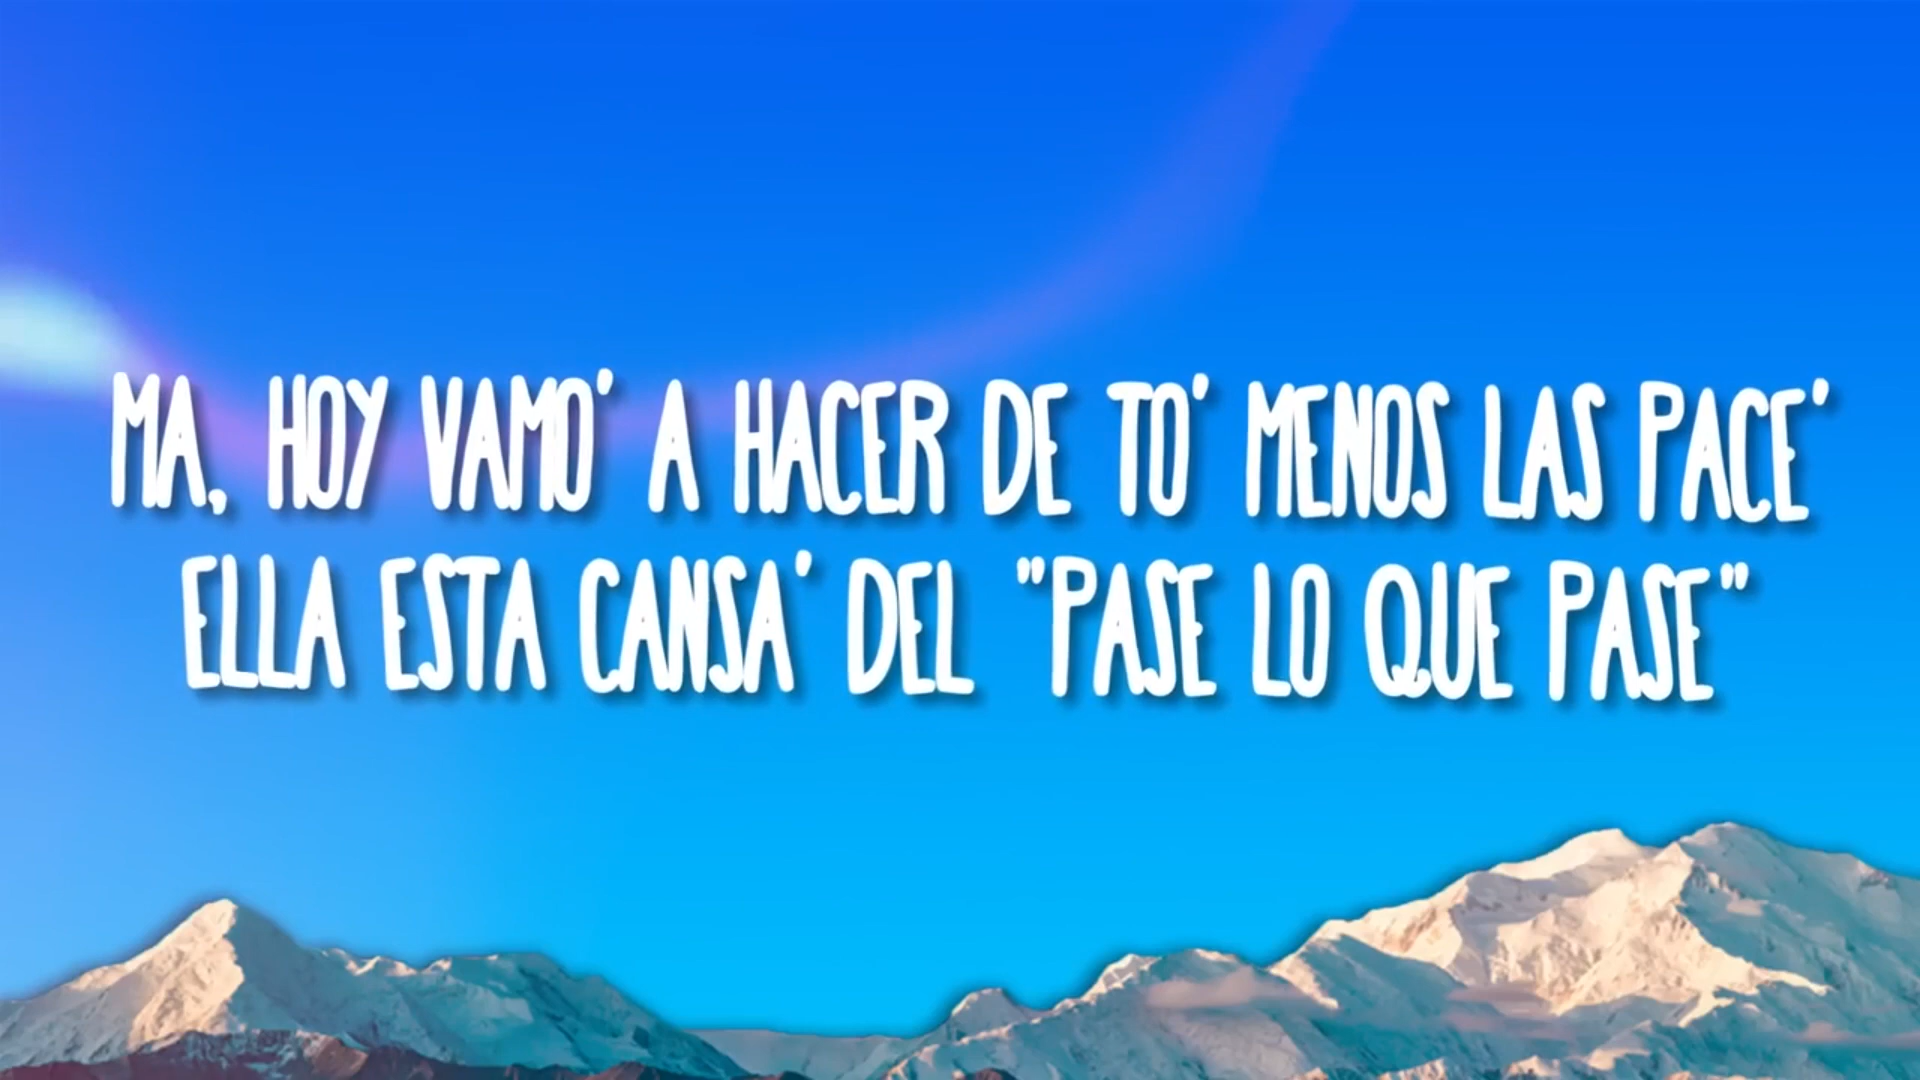 MA, HOY VAMO' A HACER DE TO' MENOS LAS PACE'
ELLA ESTA CANSA' DEL "PASE LO QUE PASE"